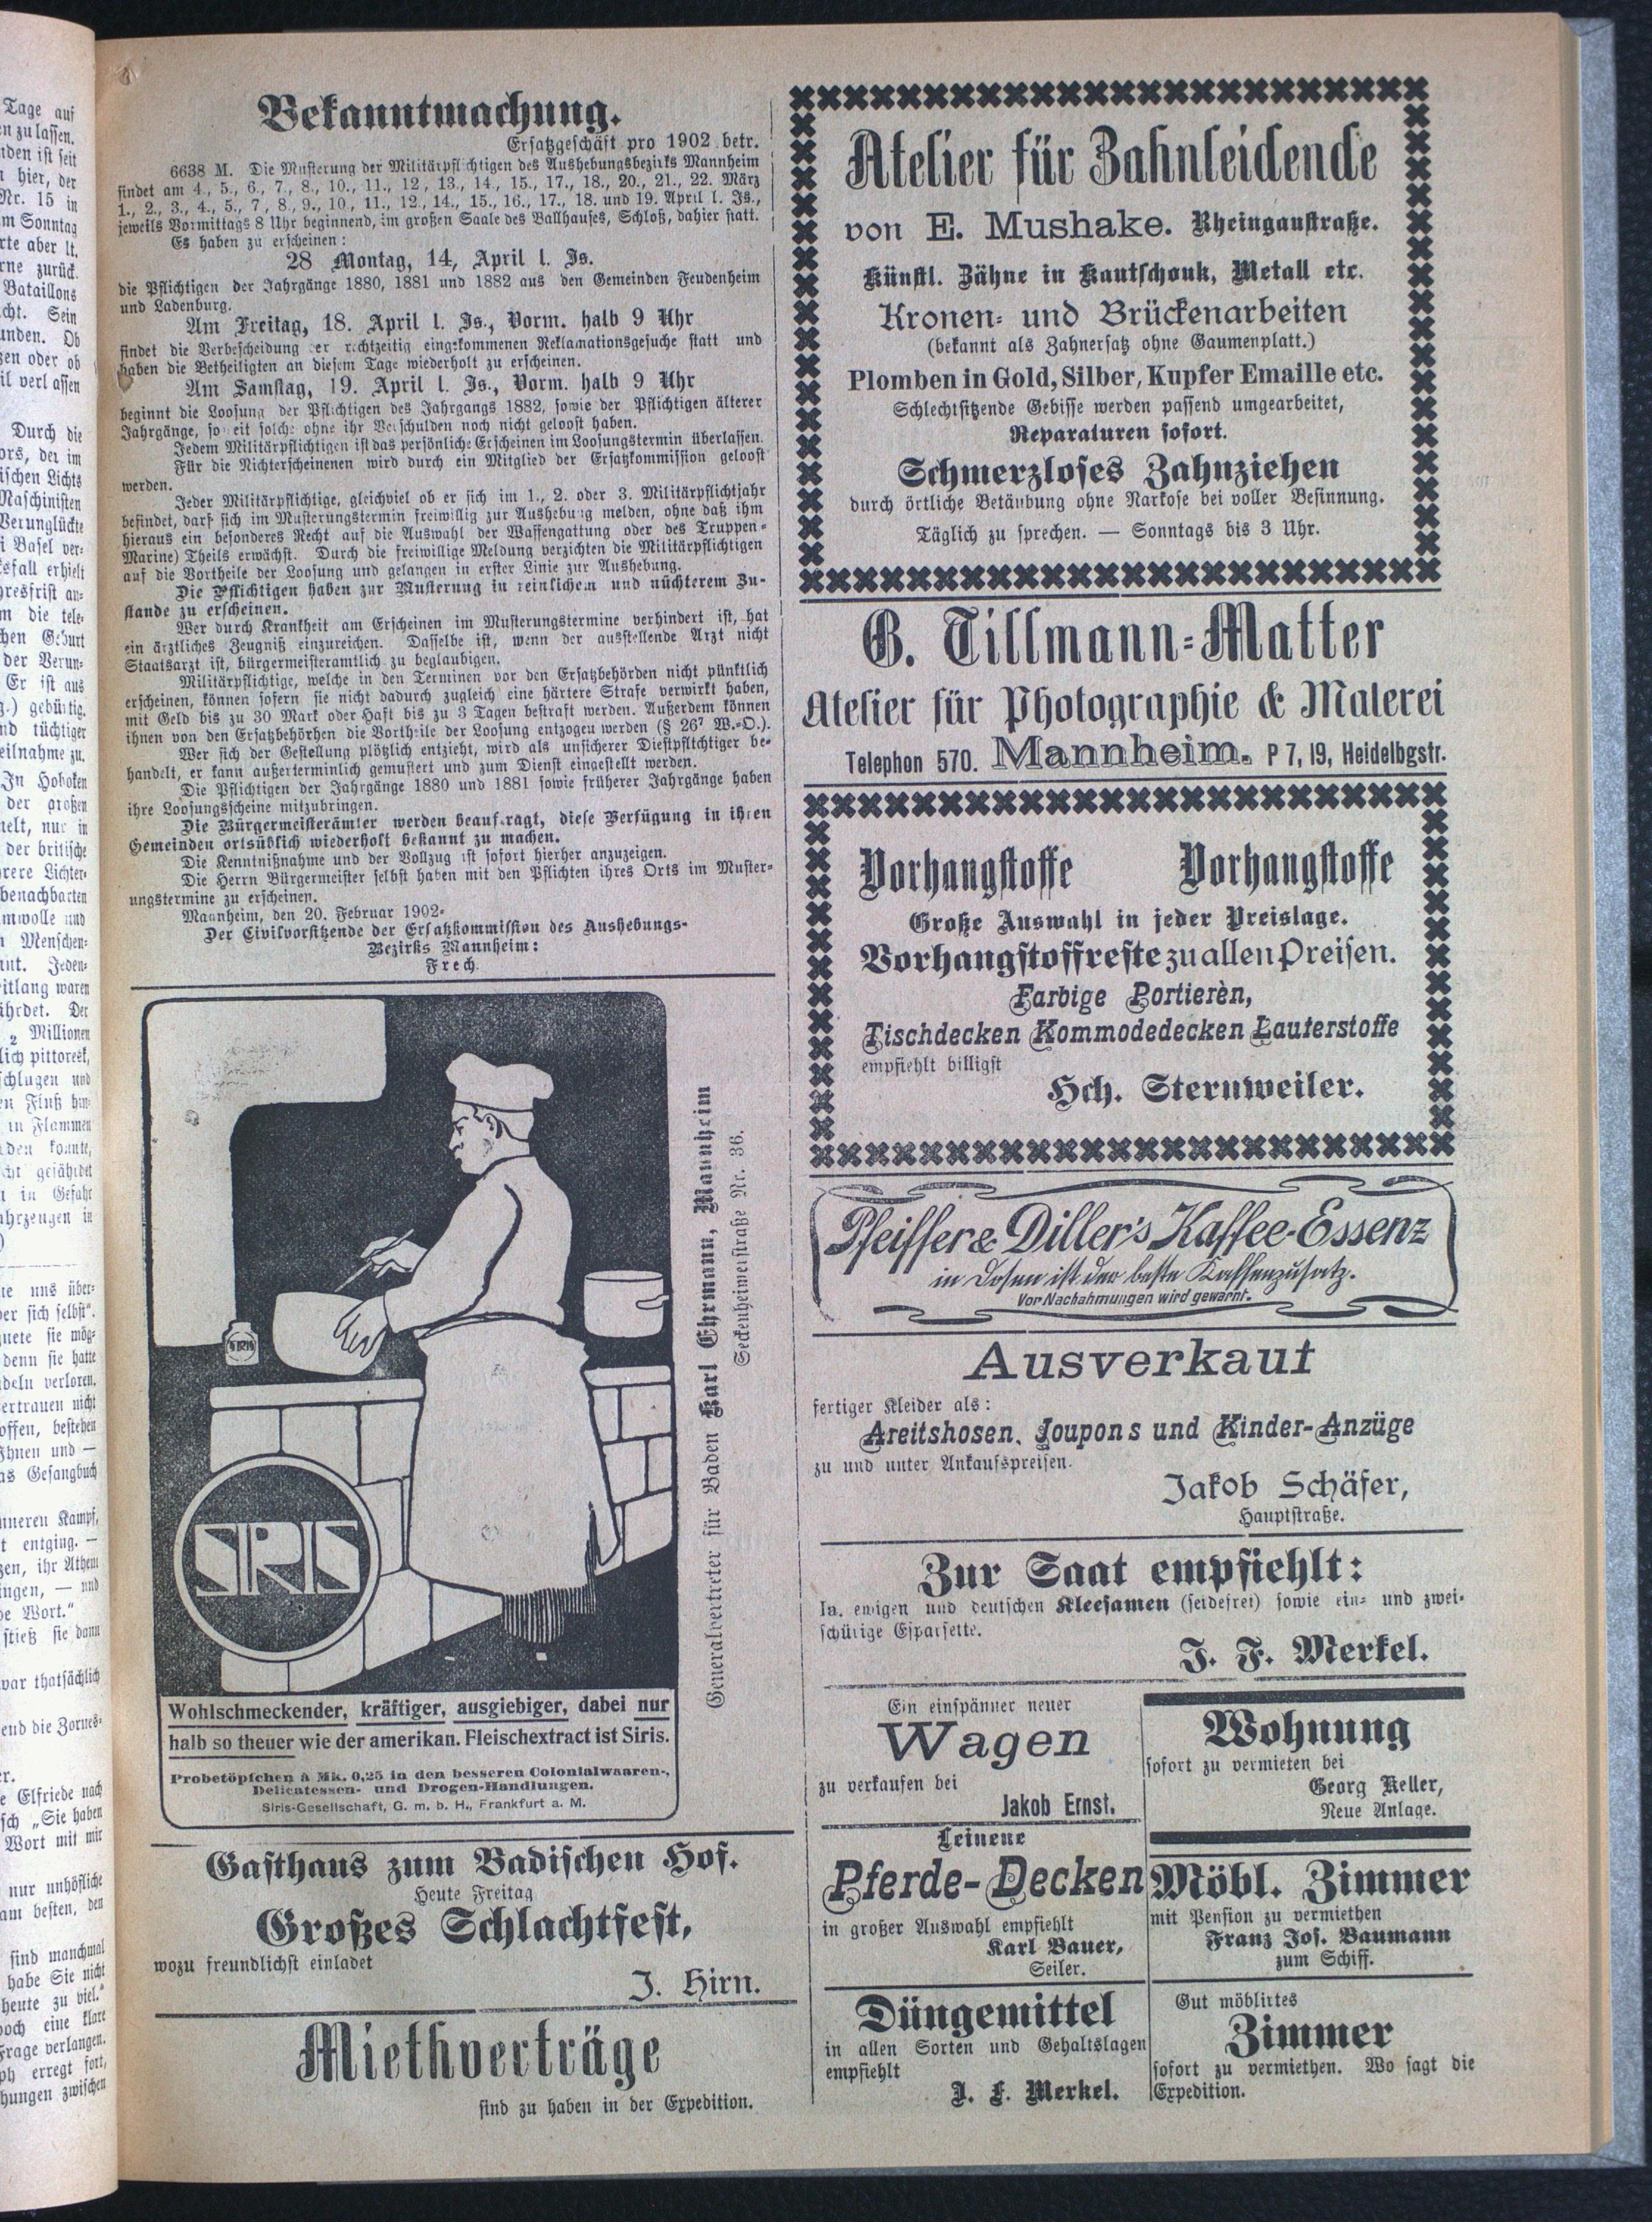 Bekanntmachung.
Ersatzgeschäft pro 1902 betr.
6638 M. Die Musterung der Militärpflichtigen des Aushebungsbezirks Mannheim
findet am 4., 5., 6., 7., 8., 10., 11., 12, 13., 14., 15., 17., 18., 20., 21., 22. März
1., 2., 3., 4., 5., 7, 8., 9., 10., 11., 12., 14., 15., 16., 17., 18. und 19. April l. Js.,
jeweils Vormittags 8 Uhr beginnend, im großen Saale des Ballhauses, Schloß, dahier statt.
Es haben zu erscheinen:
28 Montag, 14, April l. Js.
die Pflichtigen der Jahrgänge 1880, 1881 und 1882 aus den Gemeinden Feudenheim
und Ladenburg.
Am Freitag, 18. April l. Js., Vorm. halb 9 Uhr
findet die Verbescheidung der rechtzeitig eingekommenen Reklamationsgesuche statt und
haben die Betheiligten an diesem Tage wiederholt zu erscheinen.
Am Samstag, 19. April l. Js., Vorm. halb 9 Uhr
beginnt die Loosung der Pflichtigen des Jahrgangs 1882, sowie der Pflichtigen älterer
Jahrgänge, soweit solche ohne ihr Verschulden noch nicht geloost haben.
Jedem Militärpflichtigen ist das persönliche Erscheinen im Loosungstermin überlassen.
Für die Nichterscheinenen wird durch ein Mitglied der Ersatzkommission geloost
werden.
Jeder Militärpflichtige, gleichviel ob er sich im 1., 2. oder 3. Militärpflichtjahr
befindet, darf sich im Musterungstermin freiwillig zur Aushebung melden, ohne daß ihm
hieraus ein besonderes Recht auf die Auswahl der Waffengattung oder des Truppen-
Marine) Theils erwächst. Durch die freiwillige Meldung verzichten die Militärpflichtigen
auf die Vortheile der Loosung und gelangen in erster Linie zur Aushebung.
Die Pflichtigen haben zur Musterung in reinlichem und nüchterem Zu-
stande zu erscheinen.
Wer durch Krankheit am Erscheinen im Musterungstermine verhindert ist, hat
ein ärztliches Zeugniß einzureichen. Dasselbe ist, wenn der ausstellende Arzt nicht
Staatsarzt ist, bürgermeisteramtlich zu beglaubigen.
Militärpflichtige, welche in den Terminen vor den Ersatzbehörden nicht pünktlich
erscheinen, können sofern sie nicht dadurch zugleich eine härtere Strafe verwirkt haben,
mit Geld bis zu 30 Mark oder Haft bis zu 3 Tagen bestraft werden. Außerdem können
ihnen von den Ersatzbehörhen die Vortheile der Loosung entzogen werden (§ 26⁷ W.-O.).
Wer sich der Gestellung plötzlich entzieht, wird als unsicherer Diestpflichtiger be-
handelt, er kann außerterminlich gemustert und zum Dienst eingestellt werden.
Die Pflichtigen der Jahrgänge 1880 und 1881 sowie früherer Jahrgänge haben
ihre Loosungsscheine mitzubringen.
Die Bürgermeisterämter werden beauftragt, diese Verfügung in ihren
Gemeinden ortsüblich wiederholt bekannt zu machen.
Die Kenntnißnahme und der Vollzug ist sofort hierher anzuzeigen.
Die Herrn Bürgermeister selbst haben mit den Pflichten ihres Orts im Muster-
ungstermine zu erscheinen.
Mannheim, den 20. Februar 1902.
Der Civilvorsitzende der Ersatzkommission des Aushebungs-
Bezirks Mannheim:
Frech.
SIRIS
SIRIS
Generalvertreter für Baden Karl Ehrmann, Mannheim
Seckenheimerstraße Nr. 36.
Wohlschmeckender, kräftiger, ausgiebiger, dabei nur
halb so theuer wie der amerikan. Fleischextract ist Siris.
Probetöpfchen à Mk. 0,25 in den besseren Colonialwaaren-,
Delicatessen- und Drogen-Handlungen.
Siris-Gesellschaft, G. m. b. H., Frankfurt a. M.
Gasthaus zum Badischen Hof.
Heute Freitag
Großes Schlachtfest,
wozu freundlichst einladet
J. Hirn.
Miethverträge
sind zu haben in der Expedition.
Atelier für Zahnleidende
von E. Mushake. Rheingaustraße.
Künstl. Zähne in Kautschouk, Metall etc.
Kronen- und Brückenarbeiten
(bekannt als Zahnersatz ohne Gaumenplatt.)
Plomben in Gold, Silber, Kupfer Emaille etc.
Schlechtsitzende Gebisse werden passend umgearbeitet,
Reparaturen sofort.
Schmerzloses Zahnziehen
durch örtliche Betäubung ohne Narkose bei voller Besinnung.
Täglich zu sprechen. — Sonntags bis 3 Uhr.
G. Tillmann-Matter
Atelier für Photographie & Malerei
Telephon 570. Mannheim. P 7, 19, Heidelbgstr.
Vorhangstoffe Vorhangstoffe
Große Auswahl in jeder Preislage.
Vorhangstoffreste zu allen Preisen.
Farbige Portierèn,
Tischdecken Kommodedecken Lauferstoffe
empfiehlt billigst
Hch. Sternweiler.
Pfeiffer & Diller's Kaffee-Essenz
in Dosen ist der beste Kaffeezusatz.
Vor Nachahmungen wird gewarnt.
Ausverkauf
fertiger Kleider als:
Areitshosen, Joupons und Kinder-Anzüge
zu und unter Ankaufspreisen.
Jakob Schäfer,
Hauptstraße.
Zur Saat empfiehlt:
Ia. ewigen und deutschen Kleesamen (seidefrei) sowie ein- und zwei-
schürige Esparsette.
J. F. Merkel.
Ein einspänner neuer
Wagen
zu verkaufen bei
Jakob Ernst.
Leinene
Pferde-Decken
in großer Auswahl empfiehlt
Karl Bauer,
Seiler.
Düngemittel
in allen Sorten und Gehaltslagen
empfiehlt
J. F. Merkel.
Wohnung
sofort zu vermieten bei
Georg Keller,
Neue Anlage.
Möbl. Zimmer
mit Pension zu vermiethen
Franz Jos. Baumann
zum Schiff.
Gut möblirtes
Zimmer
sofort zu vermiethen. Wo sagt die
Expedition.